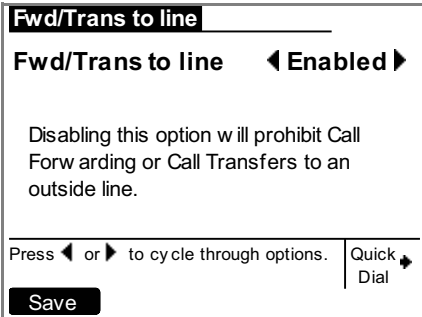 Fwd/Trans to line
Fwd/Trans to line Enabled
Disabling this option will prohibit Call
Forwarding or Call Transfers to an
outside line.
Press or to cycle through options.
Quick
Dial
Save